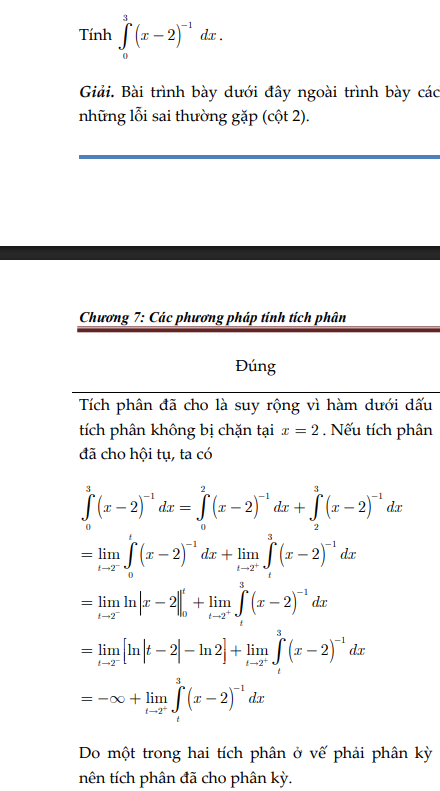 Tính ∫₀³ (x − 2)⁻¹ dx .
Giải. Bài trình bày dưới đây ngoài trình bày các
những lỗi sai thường gặp (cột 2).
Chương 7: Các phương pháp tính tích phân
Đúng
Tích phân đã cho là suy rộng vì hàm dưới dấu
tích phân không bị chặn tại x = 2 . Nếu tích phân
đã cho hội tụ, ta có
∫₀³ (x − 2)⁻¹ dx = ∫₀² (x − 2)⁻¹ dx + ∫₂³ (x − 2)⁻¹ dx
= lim_{t→2⁻} ∫₀ᵗ (x − 2)⁻¹ dx + lim_{t→2⁺} ∫ₜ³ (x − 2)⁻¹ dx
= lim_{t→2⁻} ln|x − 2||₀ᵗ + lim_{t→2⁺} ∫ₜ³ (x − 2)⁻¹ dx
= lim_{t→2⁻} [ln|t − 2| − ln 2] + lim_{t→2⁺} ∫ₜ³ (x − 2)⁻¹ dx
= −∞ + lim_{t→2⁺} ∫ₜ³ (x − 2)⁻¹ dx
Do một trong hai tích phân ở vế phải phân kỳ
nên tích phân đã cho phân kỳ.